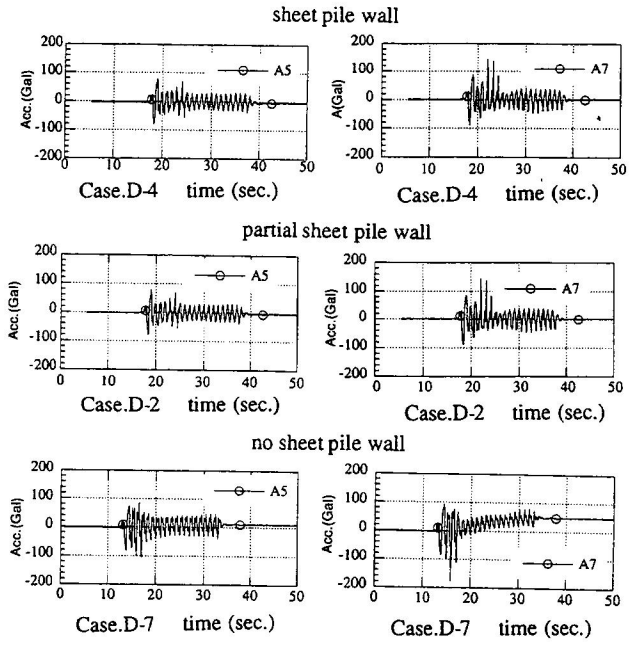 sheet pile wall
Acc.(Gal)
200
100
0
-100
-200
A5
0 10 20 30 40 50
Case.D-4 time (sec.)
A(Gal)
200
100
0
-100
-200
A7
0 10 20 30 40 50
Case.D-4 time (sec.)
partial sheet pile wall
Acc.(Gal)
200
100
0
-100
-200
A5
0 10 20 30 40 50
Case.D-2 time (sec.)
Acc.(Gal)
200
100
0
-100
-200
A7
0 10 20 30 40 50
Case.D-2 time (sec.)
no sheet pile wall
Acc.(Gal)
200
100
0
-100
-200
A5
0 10 20 30 40 50
Case.D-7 time (sec.)
Acc.(Gal)
200
100
0
-100
-200
A7
0 10 20 30 40 50
Case.D-7 time (sec.)